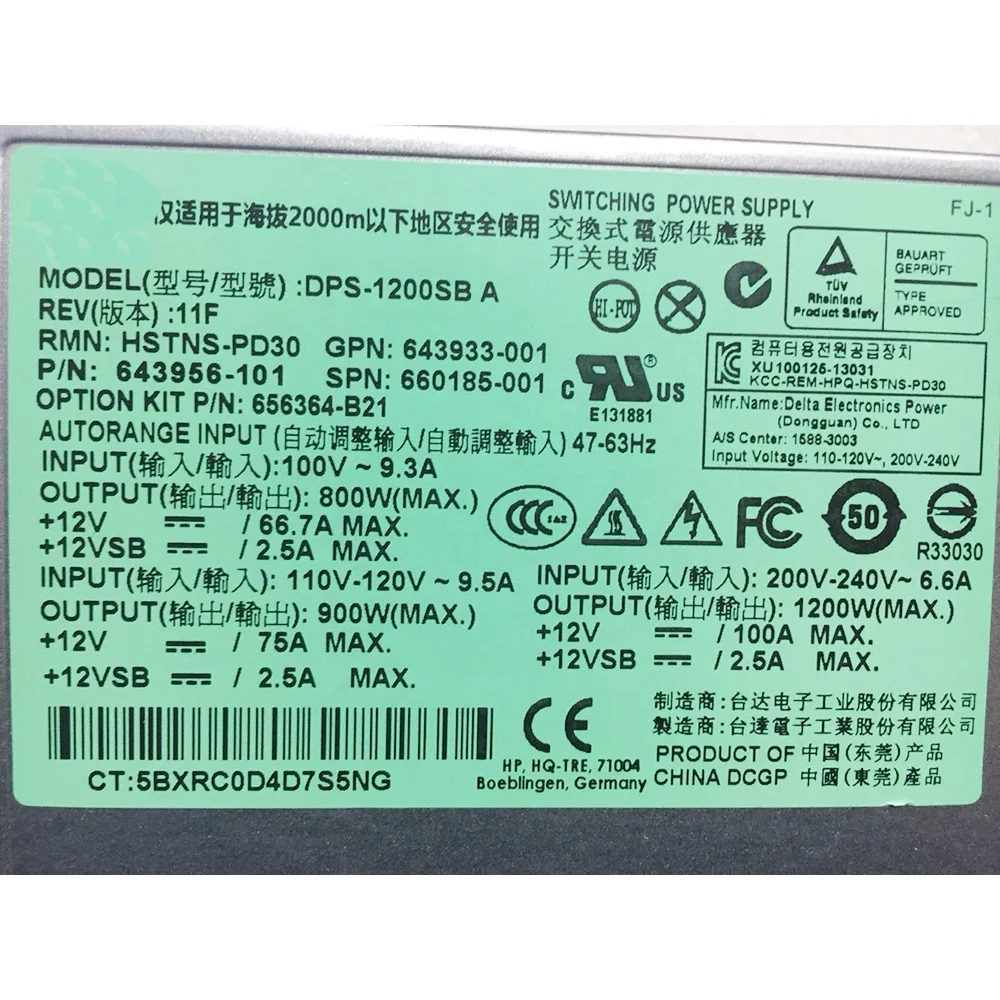 仅适用于海拔2000m以下地区安全使用
SWITCHING POWER SUPPLY
交換式電源供應器
开关电源
FJ-1
MODEL(型号/型號) :DPS-1200SB A
REV(版本) :11F
RMN: HSTNS-PD30 GPN: 643933-001
P/N: 643956-101 SPN: 660185-001
OPTION KIT P/N: 656364-B21
HI-POT
TÜV
Rheinland
Product Safety
BAUART
GEPRÜFT
TYPE
APPROVED
c RU® US
E131881
컴퓨터용전원공급장치
XU100125-13031
KCC-REM-HPQ-HSTNS-PD30
Mfr.Name:Delta Electronics Power
(Dongguan) Co., LTD
A/S Center: 1588-3003
Input Voltage: 110-120V~, 200V-240V
AUTORANGE INPUT (自动调整输入/自動調整輸入) 47-63Hz
INPUT(输入/輸入):100V ~ 9.3A
OUTPUT(输出/輸出): 800W(MAX.)
+12V ⎓ / 66.7A MAX.
+12VSB ⎓ / 2.5A MAX.
CCC S&E
FC
50
R33030
INPUT(输入/輸入): 110V-120V ~ 9.5A
OUTPUT(输出/輸出): 900W(MAX.)
+12V ⎓ / 75A MAX.
+12VSB ⎓ / 2.5A MAX.
INPUT(输入/輸入): 200V-240V~ 6.6A
OUTPUT(输出/輸出): 1200W(MAX.)
+12V ⎓ / 100A MAX.
+12VSB ⎓ / 2.5A MAX.
CT:5BXRC0D4D7S5NG
CE
HP, HQ-TRE, 71004
Boeblingen, Germany
制造商:台达电子工业股份有限公司
製造商:台達電子工業股份有限公司
PRODUCT OF 中国(东莞)产品
CHINA DCGP 中國(東莞)產品